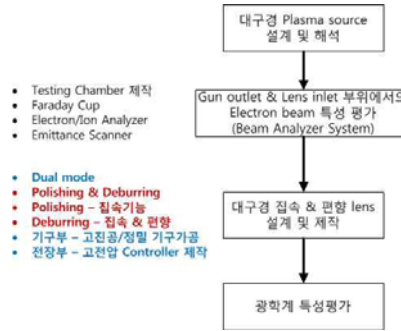 대구경 Plasma source
설계 및 해석
• Testing Chamber 제작
• Faraday Cup
• Electron/Ion Analyzer
• Emittance Scanner
Gun outlet & Lens inlet 부위에서으
Electron beam 특성 평가
(Beam Analyzer System)
• Dual mode
• Polishing & Deburring
• Polishing – 집속기능
• Deburring – 집속 & 편향
• 기구부 – 고진공/정밀 기구가공
• 전장부 – 고전압 Controller 제작
대구경 집속 & 편향 lens
설계 및 제작
광학계 특성평가